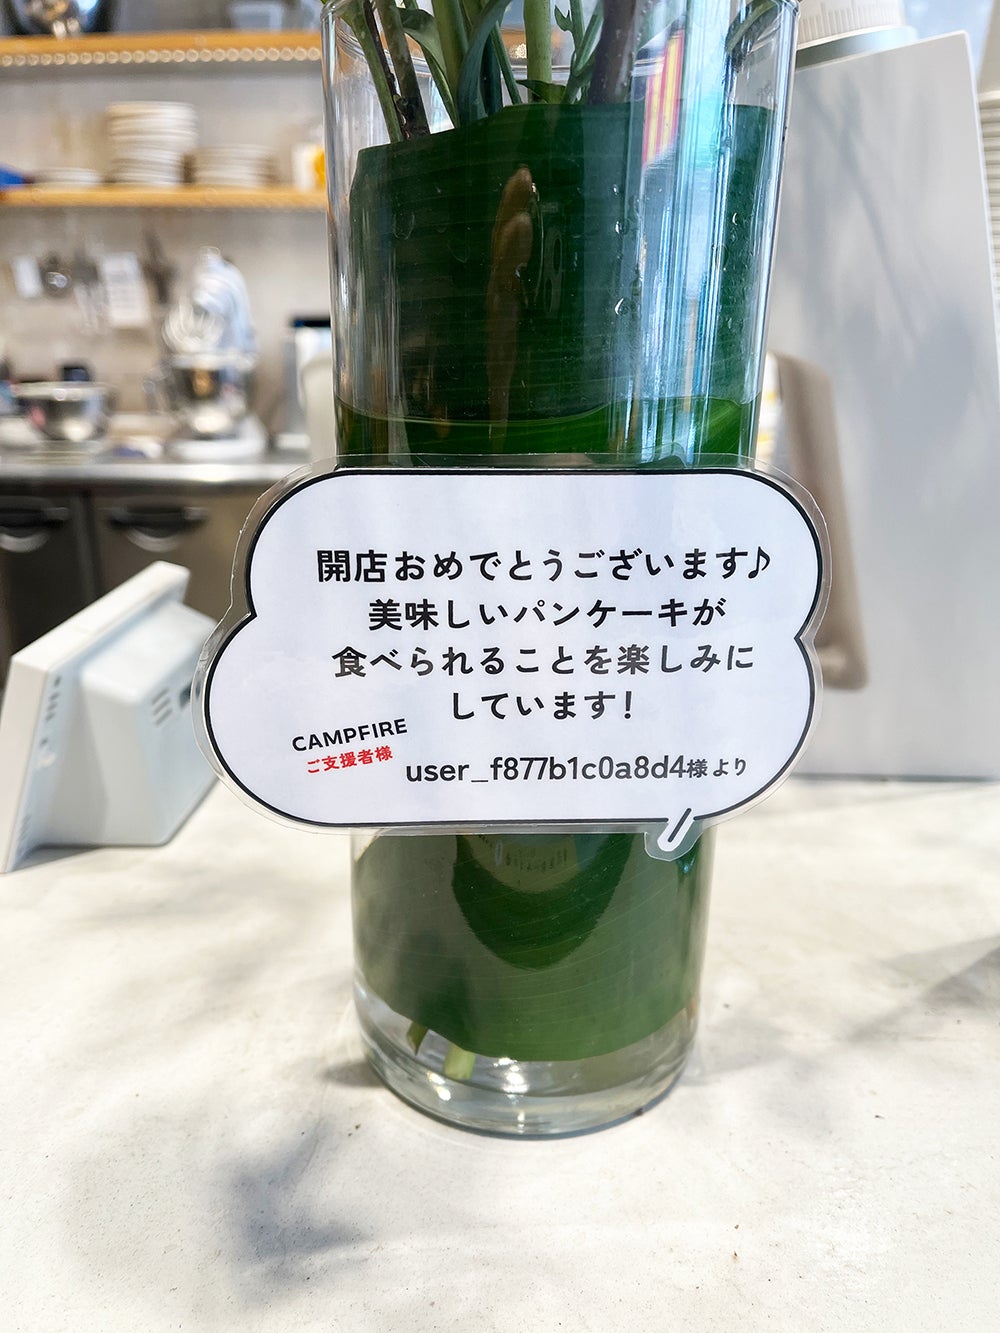 開店おめでとうございます♪
美味しいパンケーキが
食べられることを楽しみに
しています!
CAMPFIRE
ご支援者様
user_f877b1c0a8d4様より